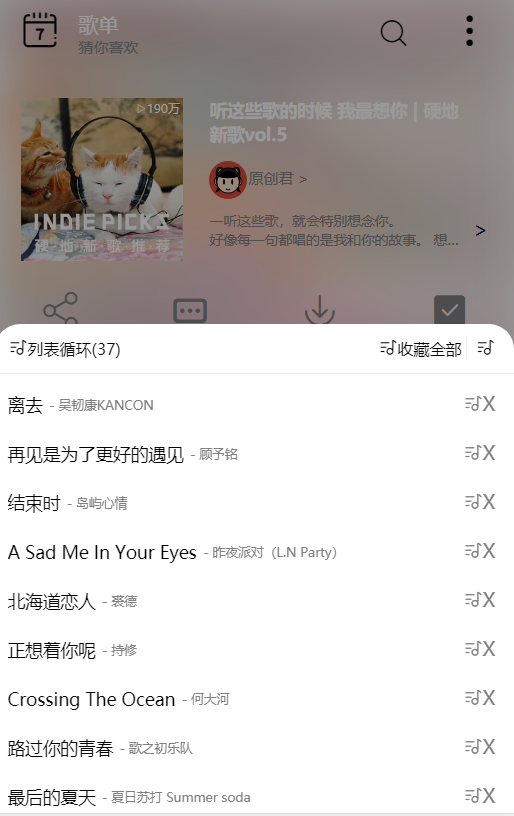 7
歌单
猜你喜欢
▷190万
INDIE PICKS
硬·地·新·歌·推·荐
听这些歌的时候 我最想你 | 硬地
新歌vol.5
原创君 >
一听这些歌，就会特别想念你。
好像每一句都唱的是我和你的故事。 想...
>
列表循环(37)
收藏全部
离去 - 吴韧康KANCON X
再见是为了更好的遇见 - 顾予铭 X
结束时 - 岛屿心情 X
A Sad Me In Your Eyes - 昨夜派对（L.N Party） X
北海道恋人 - 裘德 X
正想着你呢 - 持修 X
Crossing The Ocean - 何大河 X
路过你的青春 - 歌之初乐队 X
最后的夏天 - 夏日苏打 Summer soda X